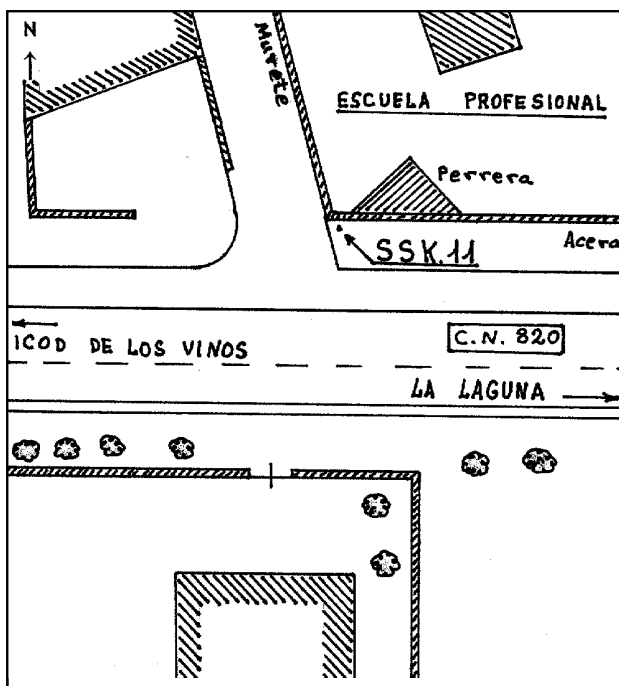 N
Murete
ESCUELA PROFESIONAL
Perrera
SSK.11
Acera
ICOD DE LOS VINOS
C.N. 820
LA LAGUNA